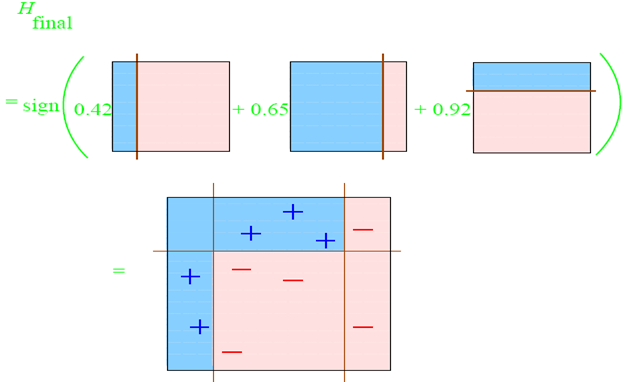 H
final
= sign ( 0.42 + 0.65 + 0.92 )
=
+ + +
−
+ − −
+ −
−